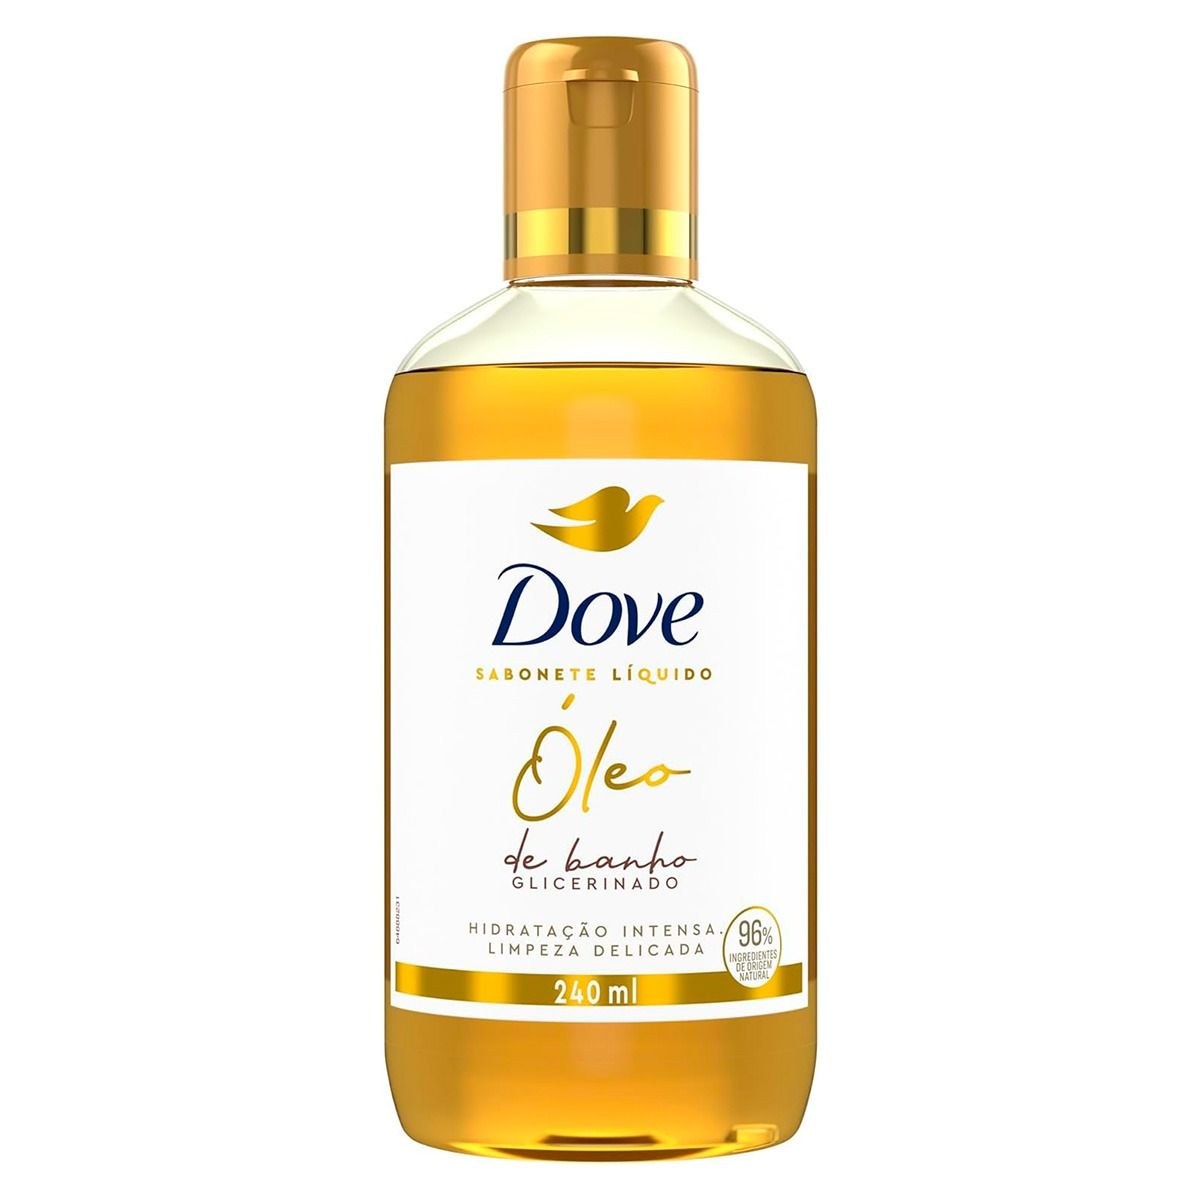 Dove
SABONETE LÍQUIDO
Óleo
de banho
GLICERINADO
HIDRATAÇÃO INTENSA.
LIMPEZA DELICADA
96%
INGREDIENTES
DE ORIGEM
NATURAL
240 ml